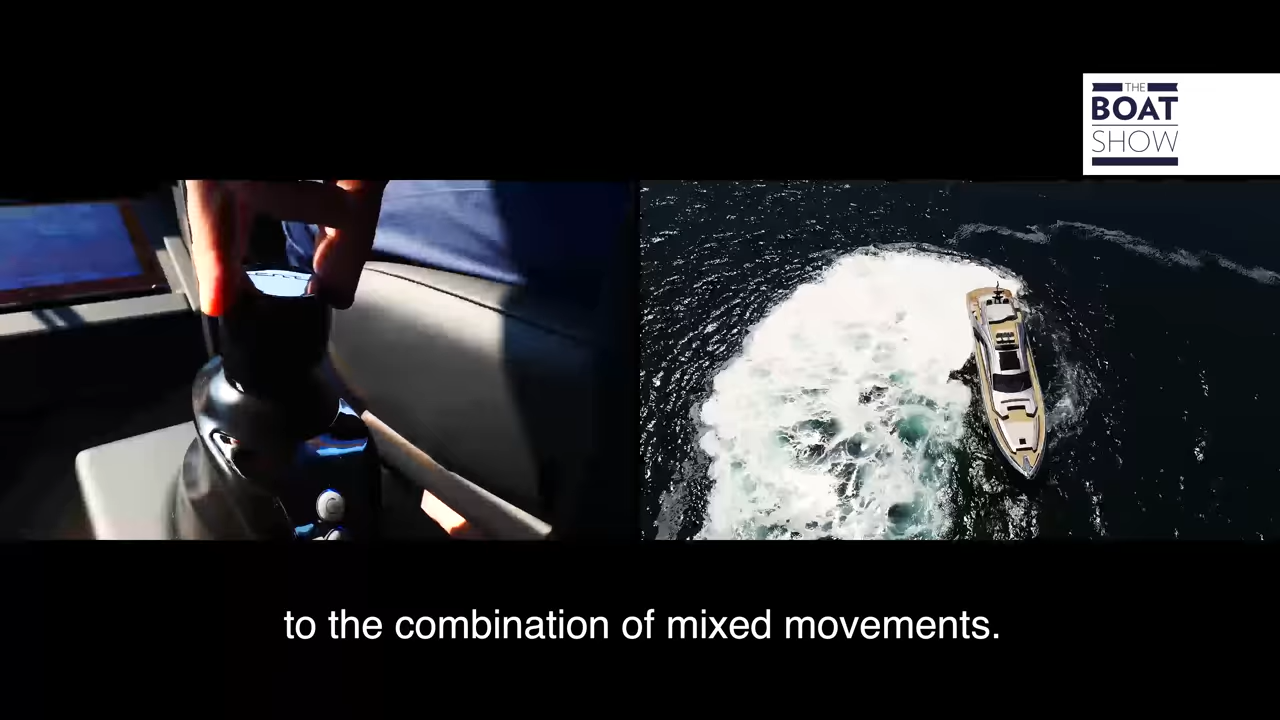 THE
BOAT
SHOW
to the combination of mixed movements.